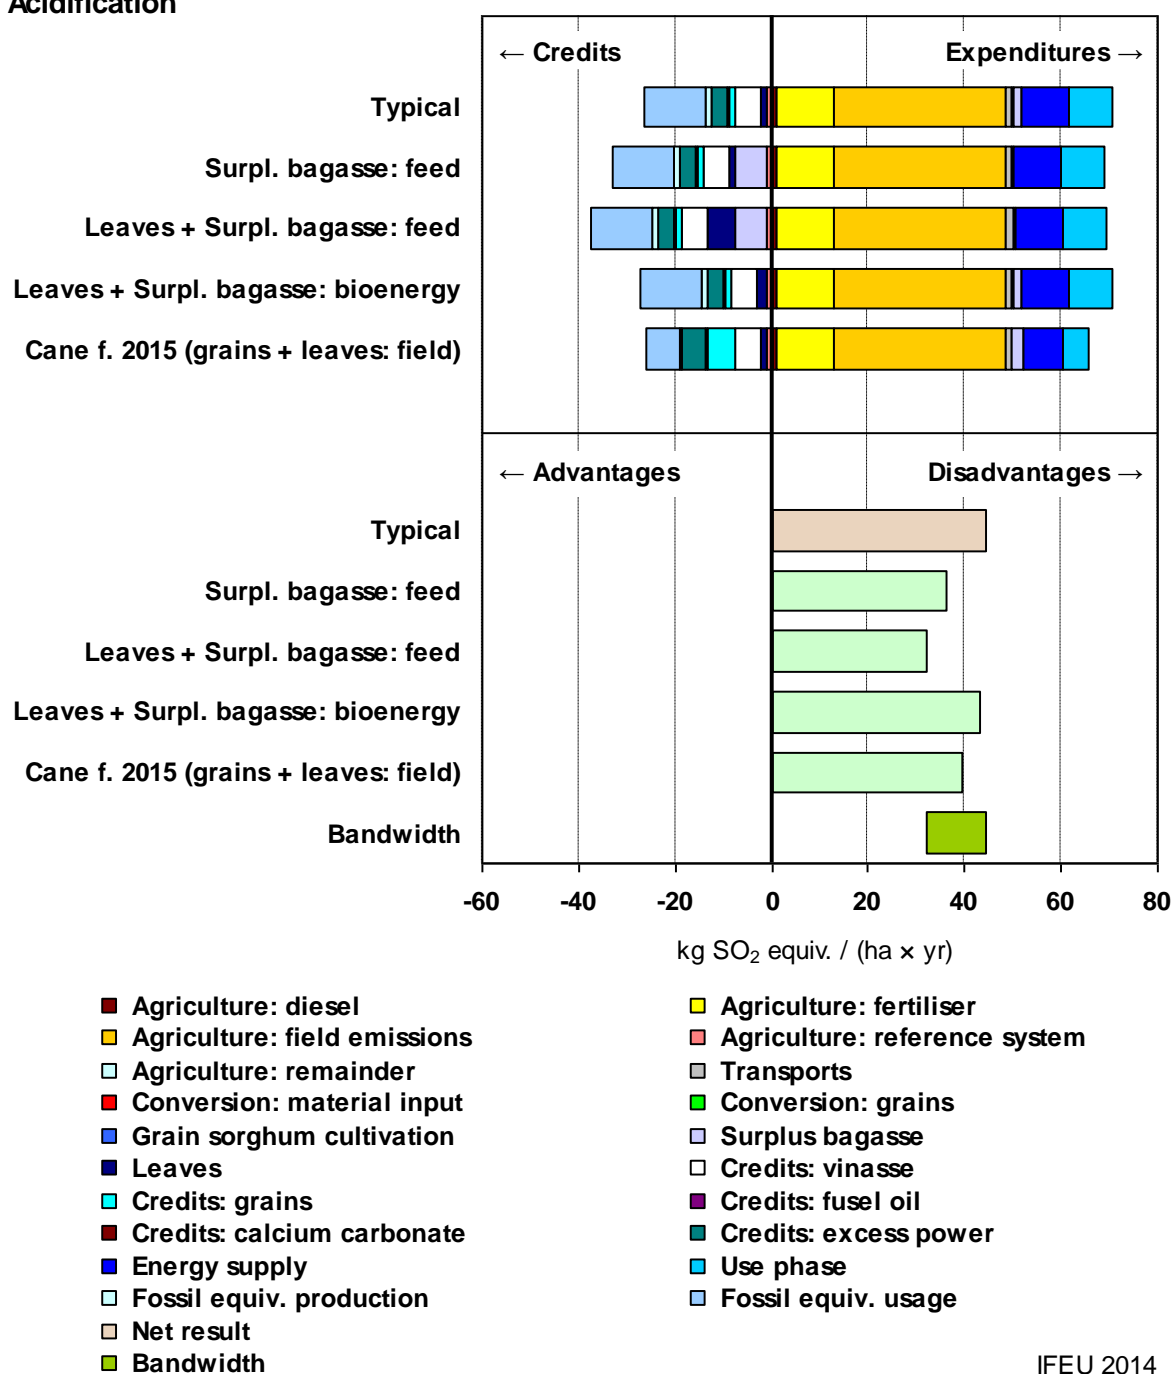 Acidification
← Credits
Expenditures →
Typical
Surpl. bagasse: feed
Leaves + Surpl. bagasse: feed
Leaves + Surpl. bagasse: bioenergy
Cane f. 2015 (grains + leaves: field)
← Advantages
Disadvantages →
Typical
Surpl. bagasse: feed
Leaves + Surpl. bagasse: feed
Leaves + Surpl. bagasse: bioenergy
Cane f. 2015 (grains + leaves: field)
Bandwidth
-60 -40 -20 0 20 40 60 80
kg SO₂ equiv. / (ha × yr)
Agriculture: diesel
Agriculture: fertiliser
Agriculture: field emissions
Agriculture: reference system
Agriculture: remainder
Transports
Conversion: material input
Conversion: grains
Grain sorghum cultivation
Surplus bagasse
Leaves
Credits: vinasse
Credits: grains
Credits: fusel oil
Credits: calcium carbonate
Credits: excess power
Energy supply
Use phase
Fossil equiv. production
Fossil equiv. usage
Net result
Bandwidth
IFEU 2014